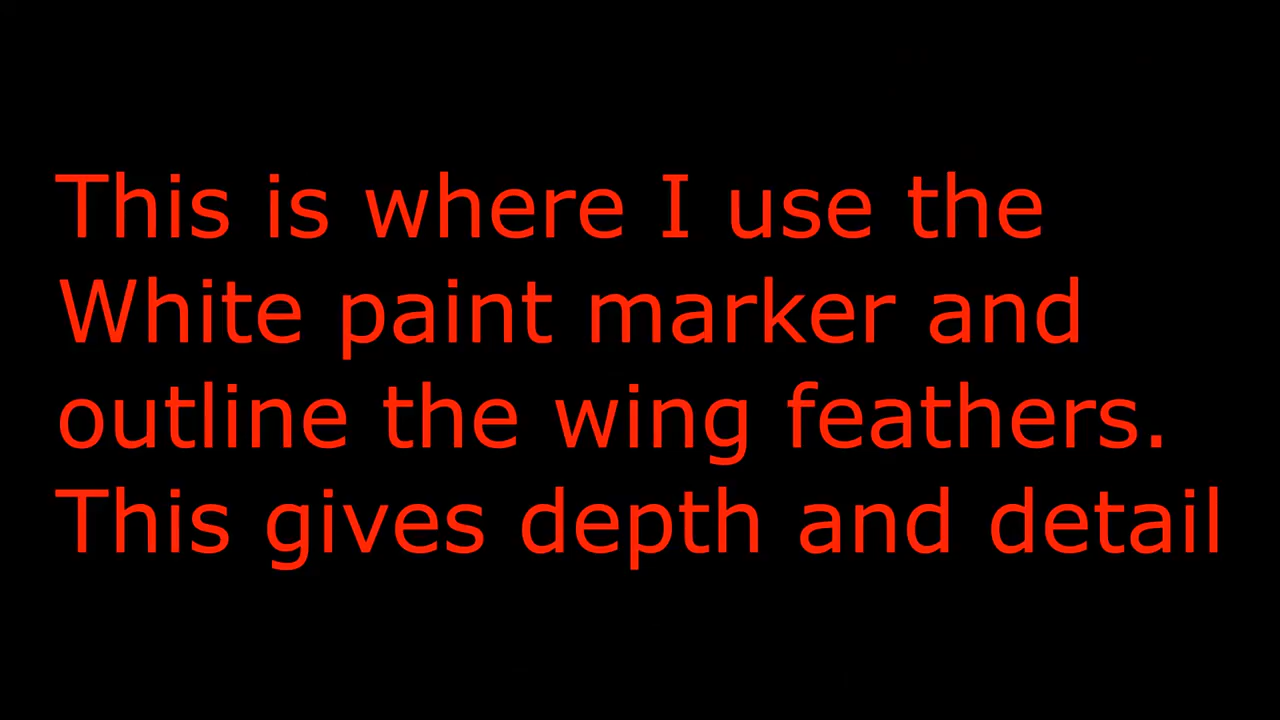 This is where I use the
White paint marker and
outline the wing feathers.
This gives depth and detail